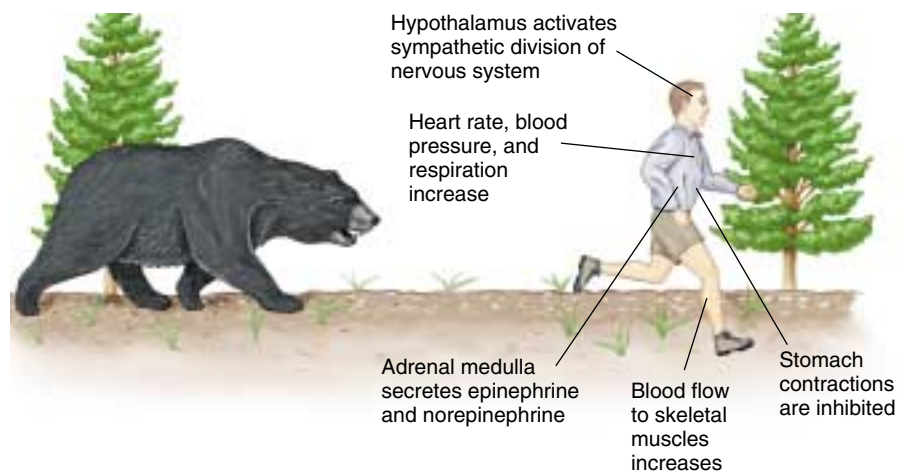 Hypothalamus activates
sympathetic division of
nervous system
Heart rate, blood
pressure, and
respiration
increase
Adrenal medulla
secretes epinephrine
and norepinephrine
Blood flow
to skeletal
muscles
increases
Stomach
contractions
are inhibited